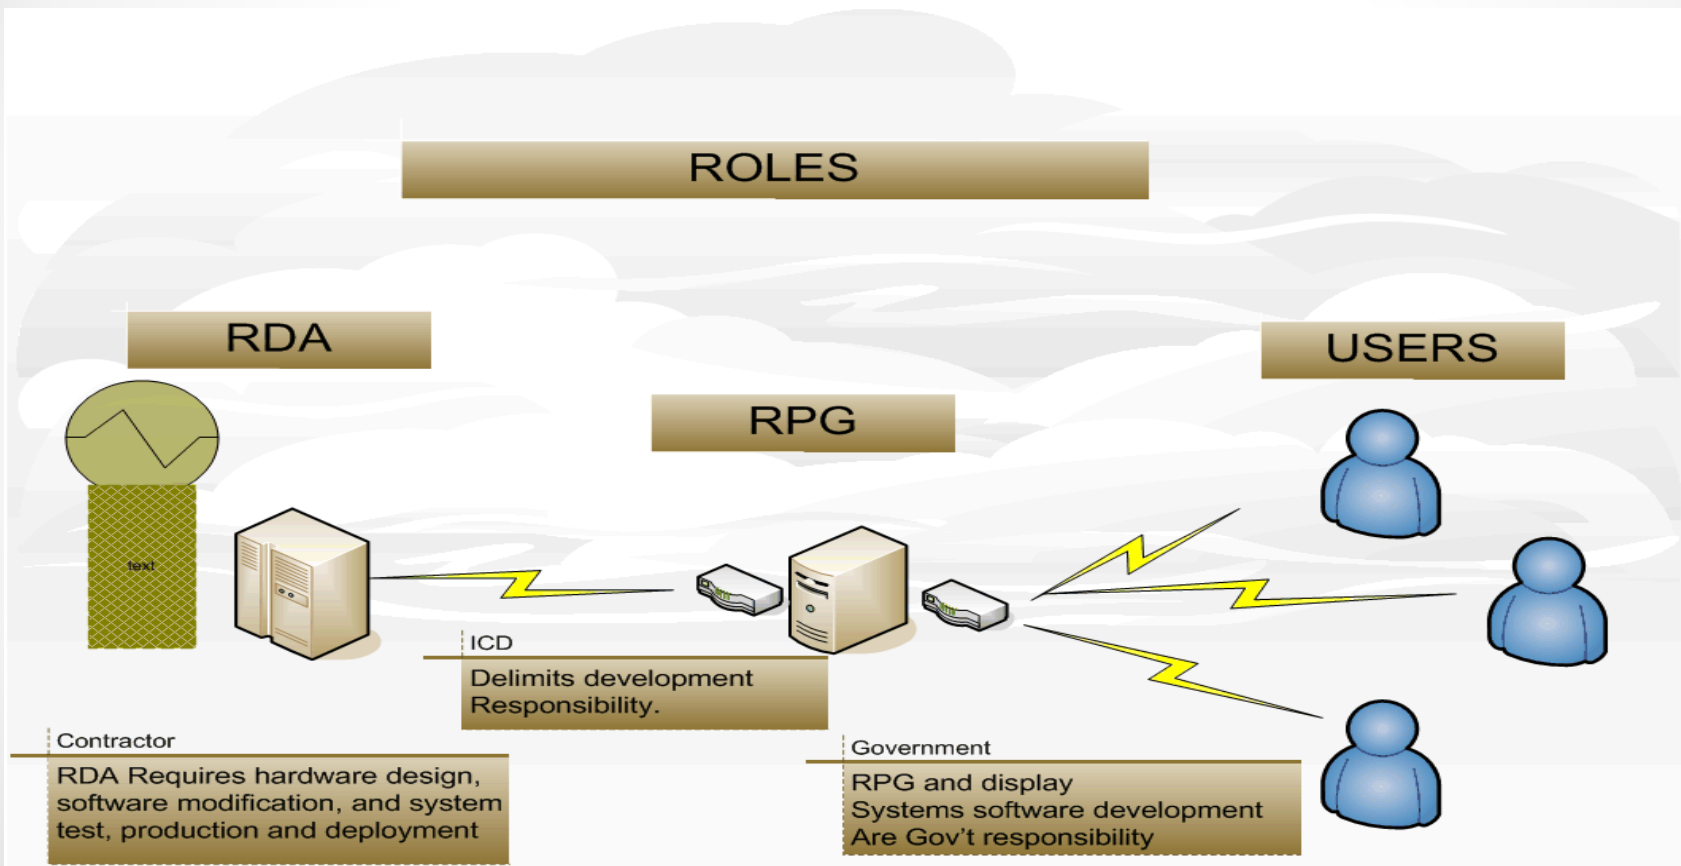 ROLES
RDA
USERS
RPG
text
ICD
Delimits development
Responsibility.
Contractor
RDA Requires hardware design,
software modification, and system
test, production and deployment
Government
RPG and display
Systems software development
Are Gov't responsibility